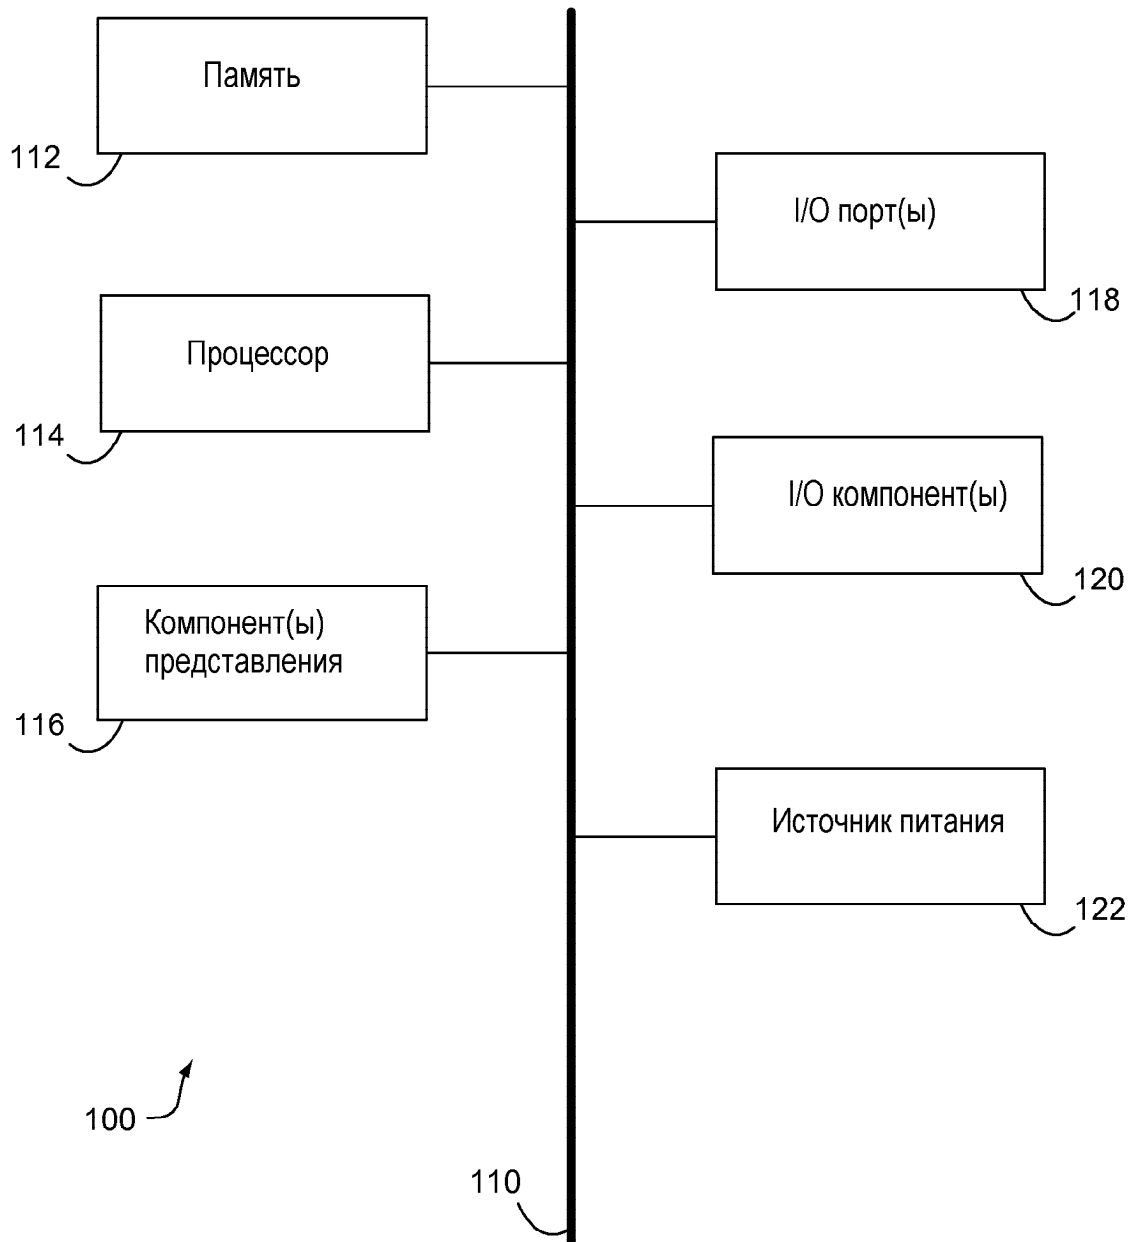 Память
112
I/O порт(ы)
118
Процессор
114
I/O компонент(ы)
120
Компонент(ы)
представления
116
Источник питания
122
100
110